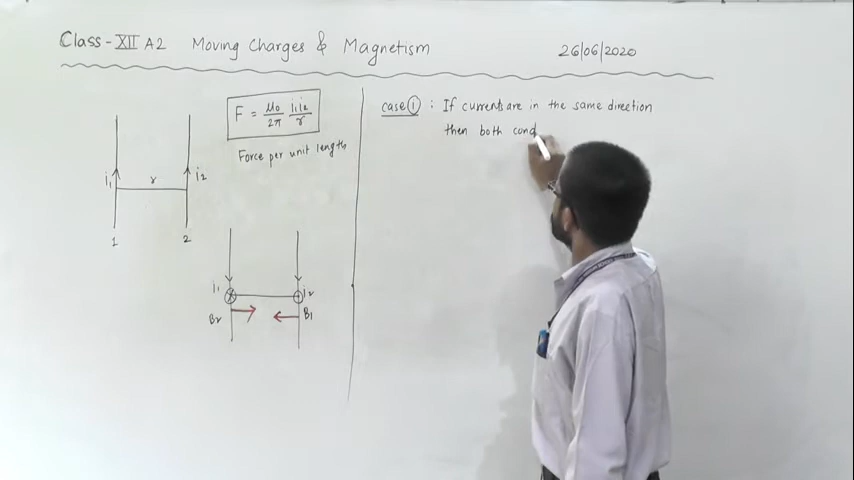 Class - XII A2 Moving Charges & Magnetism 26/06/2020
F = μ0/2π i1i2/r
Force per unit length
i1 r i2
1 2
i1 i2
B2 B1
case (i) : If currents are in the same direction
then both cond